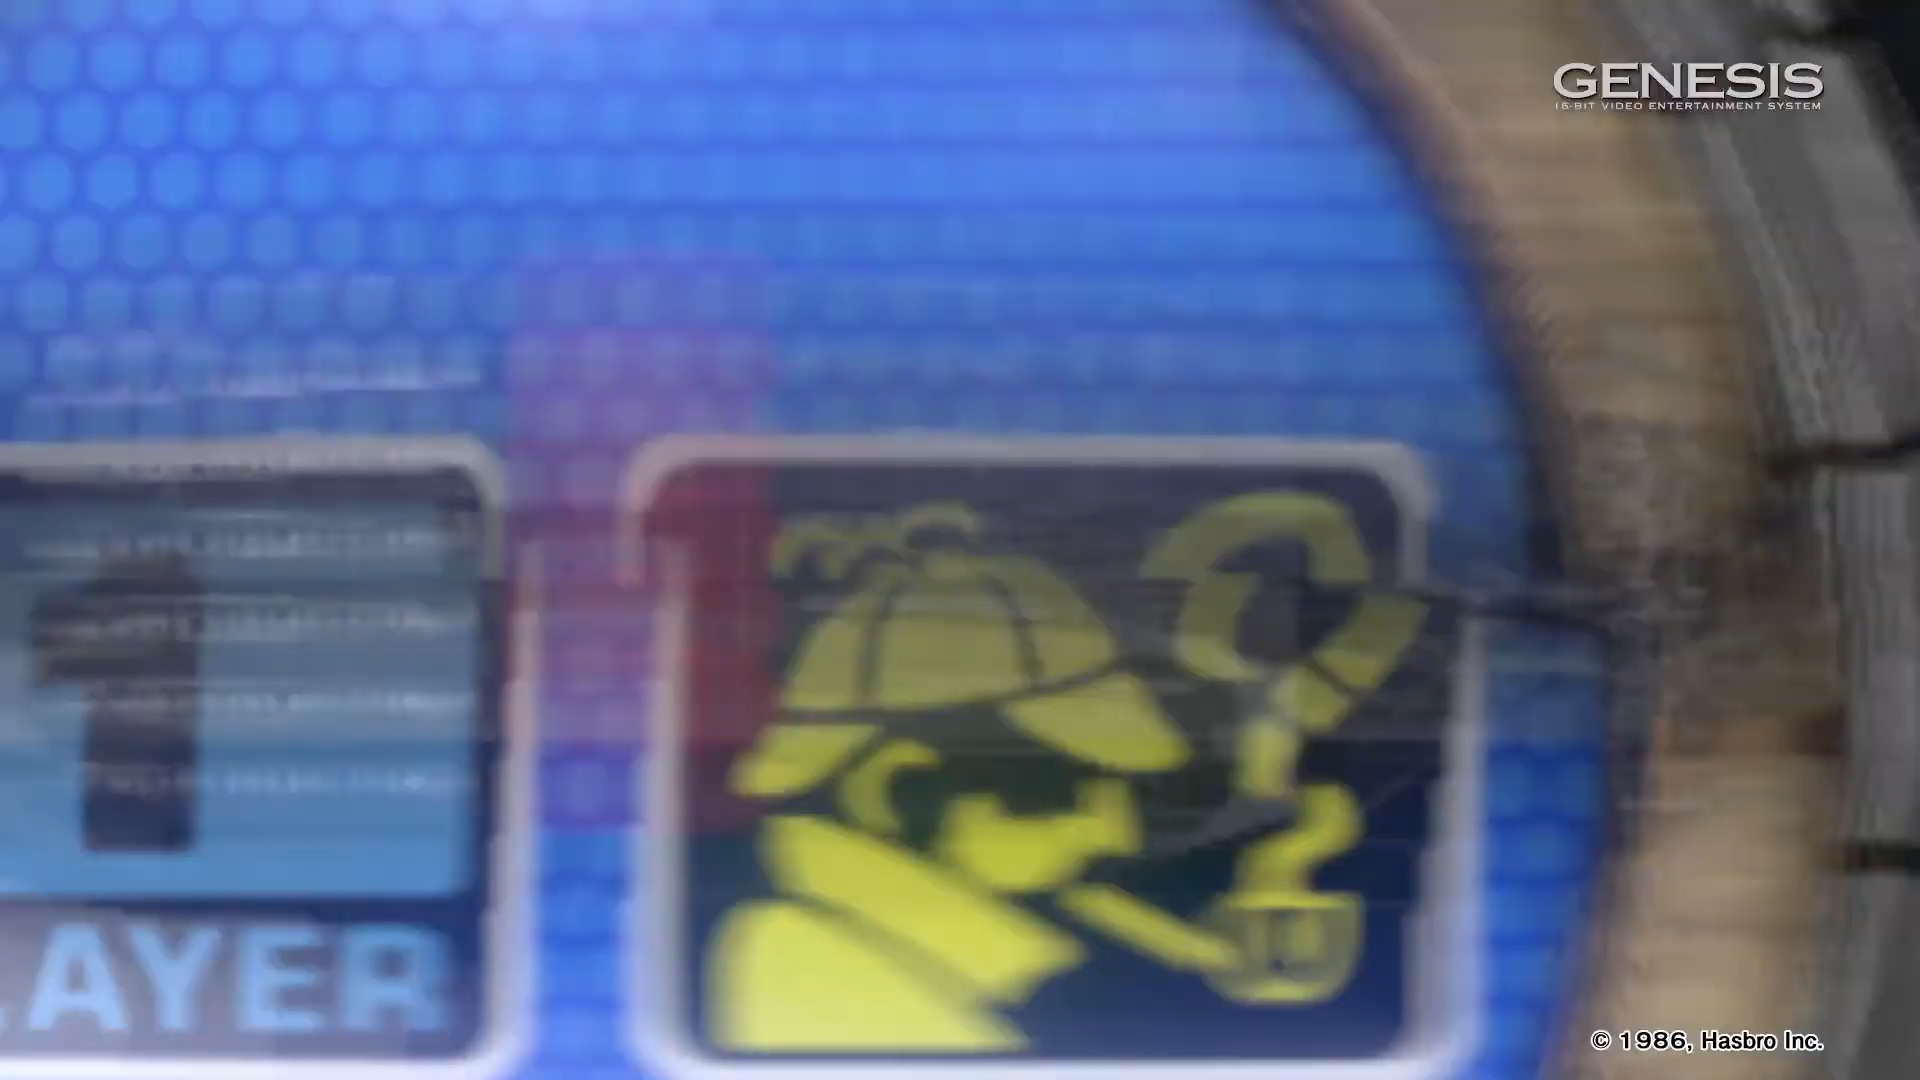 GENESIS
16-BIT VIDEO ENTERTAINMENT SYSTEM
1
LAYER
© 1986, Hasbro Inc.